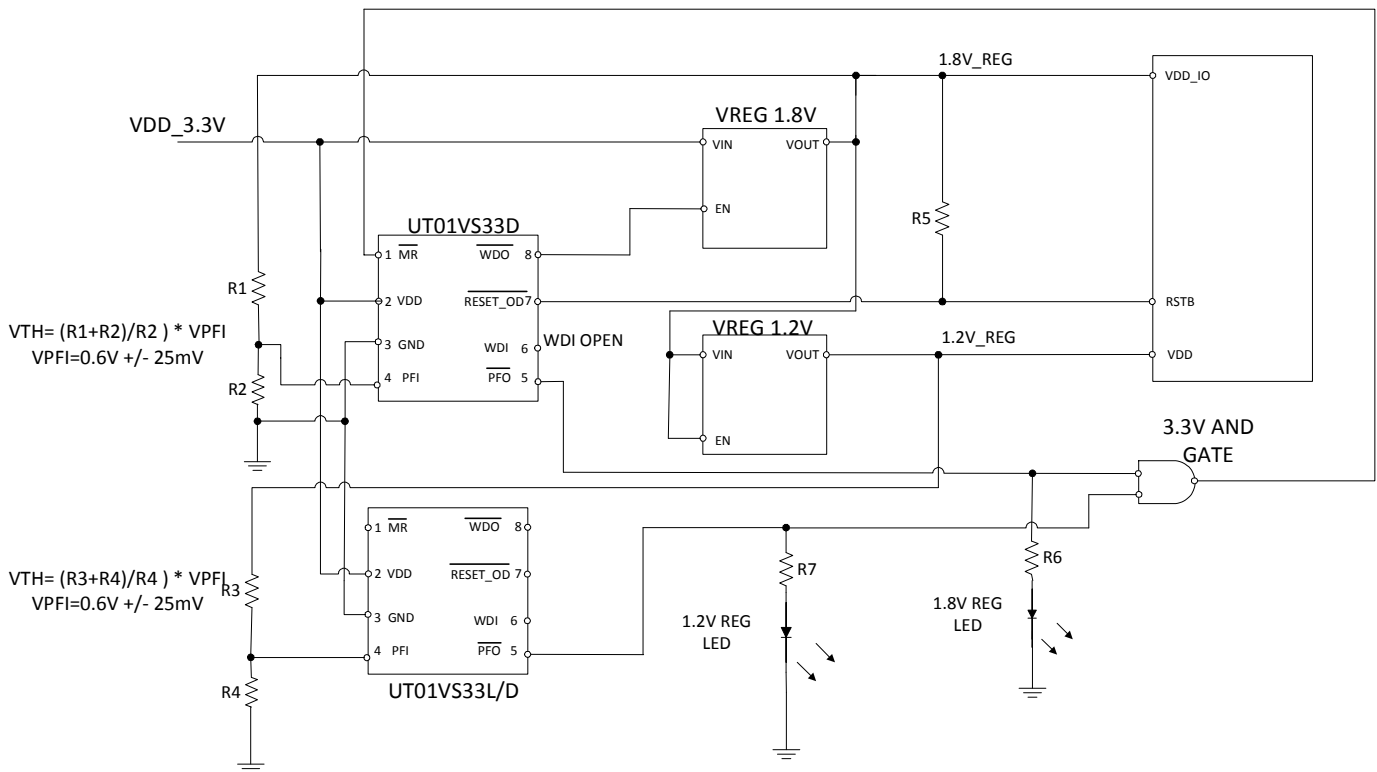 1.8V_REG
VDD_IO
VREG 1.8V
VDD_3.3V
VIN
VOUT
EN
R5
UT01VS33D
1 MR
WDO 8
2 VDD
RESET_OD 7
RSTB
R1
VTH= (R1+R2)/R2 ) * VPFI
VPFI=0.6V +/- 25mV
3 GND
WDI 6
WDI OPEN
VREG 1.2V
1.2V_REG
VIN
VOUT
VDD
4 PFI
PFO 5
R2
EN
3.3V AND
GATE
1 MR
WDO 8
VTH= (R3+R4)/R4 ) * VPFI
VPFI=0.6V +/- 25mV
R3
2 VDD
RESET_OD 7
R7
R6
3 GND
WDI 6
1.2V REG
LED
1.8V REG
LED
4 PFI
PFO 5
R4
UT01VS33L/D